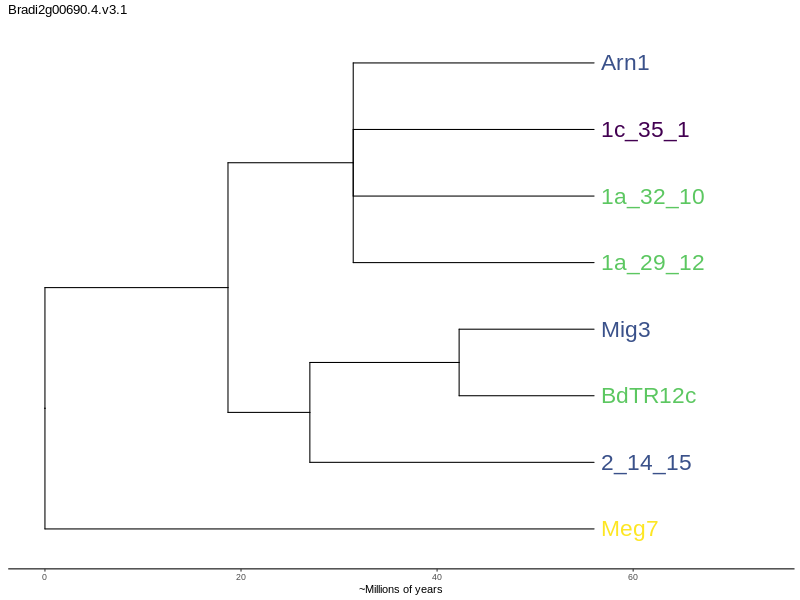 Bradi2g00690.4.v3.1
Arn1
1c_35_1
1a_32_10
1a_29_12
Mig3
BdTR12c
2_14_15
Meg7
0 20 40 60
~Millions of years